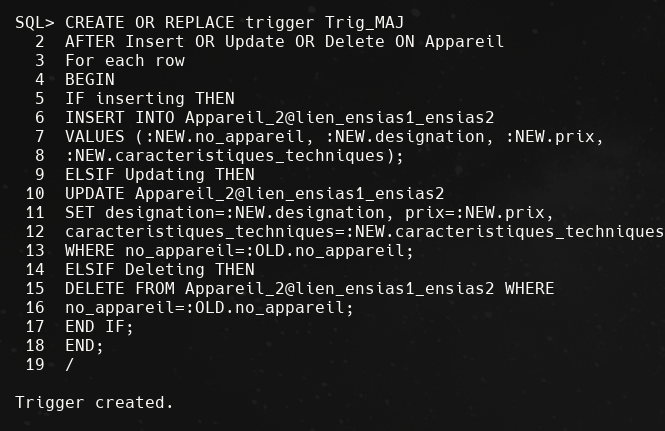 SQL> CREATE OR REPLACE trigger Trig_MAJ
2 AFTER Insert OR Update OR Delete ON Appareil
3 For each row
4 BEGIN
5 IF inserting THEN
6 INSERT INTO Appareil_2@lien_ensias1_ensias2
7 VALUES (:NEW.no_appareil, :NEW.designation, :NEW.prix,
8 :NEW.caracteristiques_techniques);
9 ELSIF Updating THEN
10 UPDATE Appareil_2@lien_ensias1_ensias2
11 SET designation=:NEW.designation, prix=:NEW.prix,
12 caracteristiques_techniques=:NEW.caracteristiques_techniques
13 WHERE no_appareil=:OLD.no_appareil;
14 ELSIF Deleting THEN
15 DELETE FROM Appareil_2@lien_ensias1_ensias2 WHERE
16 no_appareil=:OLD.no_appareil;
17 END IF;
18 END;
19 /
Trigger created.